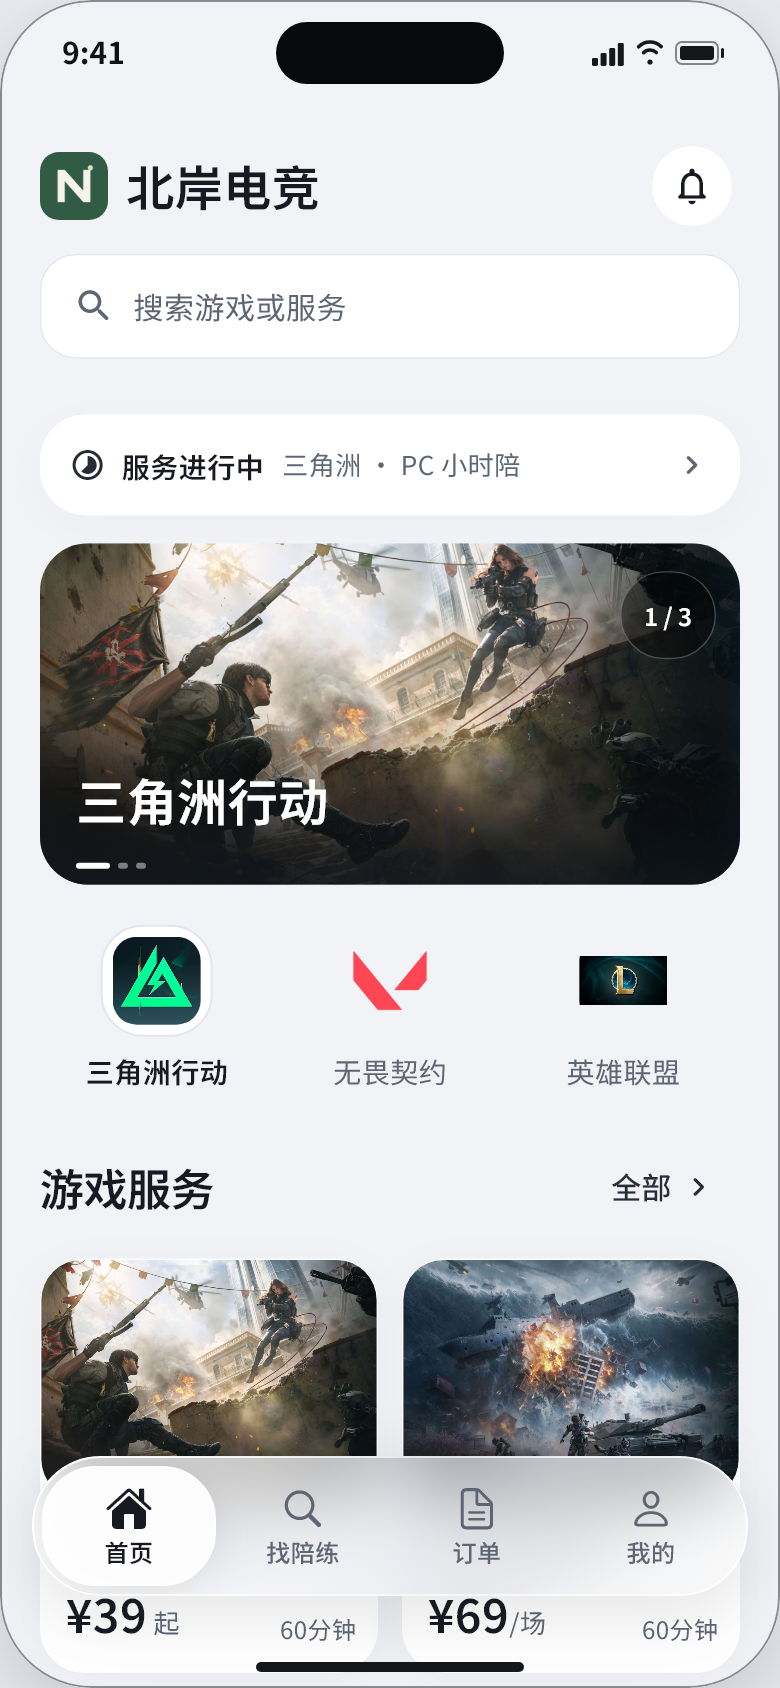 9:41
N
北岸电竞
搜索游戏或服务
服务进行中 三角洲 · PC 小时陪
1 / 3
三角洲行动
三角洲行动 无畏契约 英雄联盟
游戏服务 全部
首页 找陪练 订单 我的
¥39 起 60分钟 ¥69/场 60分钟